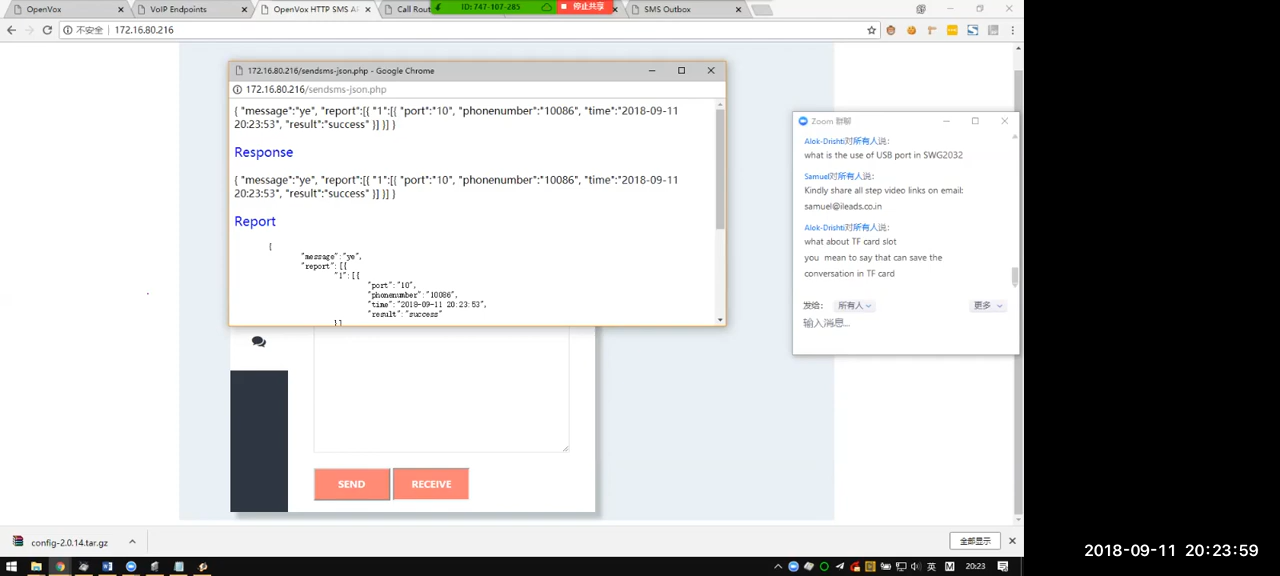 OpenVox
VoIP Endpoints
OpenVox HTTP SMS A
Call Rout
ID: 747-107-285
停止共享
SMS Outbox
不安全
172.16.80.216
172.16.80.216/sendsms-json.php - Google Chrome
172.16.80.216/sendsms-json.php
{ "message":"ye", "report":[{ "1":[{ "port":"10", "phonenumber":"10086", "time":"2018-09-11
20:23:53", "result":"success" }] }] }
Response
{ "message":"ye", "report":[{ "1":[{ "port":"10", "phonenumber":"10086", "time":"2018-09-11
20:23:53", "result":"success" }] }] }
Report
{
"message":"ye",
"report":[{
"1":[{
"port":"10",
"phonenumber":"10086",
"time":"2018-09-11 20:23:53",
"result":"success"
}]
SEND
RECEIVE
Zoom 群聊
Alok-Drishti对所有人说:
what is the use of USB port in SWG2032
Samuel对所有人说:
Kindly share all step video links on email:
samuel@ileads.co.in
Alok-Drishti对所有人说:
what about TF card slot
you mean to say that can save the
conversation in TF card
发给:
所有人
更多
输入消息...
config-2.0.14.tar.gz
全部显示
英
M
20:23
2018-09-11 20:23:59